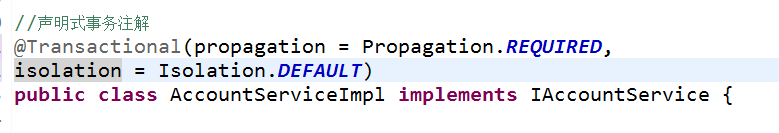 //声明式事务注解
@Transactional(propagation = Propagation.REQUIRED,
isolation = Isolation.DEFAULT)
public class AccountServiceImpl implements IAccountService {